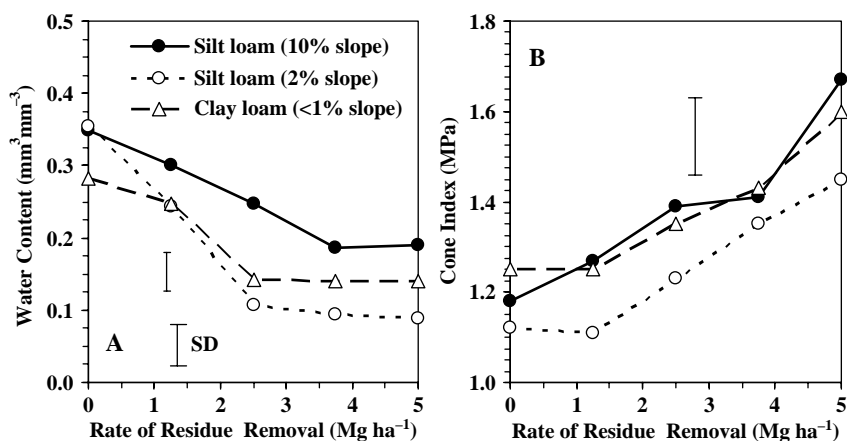 0.5
0.4
0.3
0.2
0.1
0.0
Water Content (mm³mm⁻³)
Silt loam (10% slope)
Silt loam (2% slope)
Clay loam (<1% slope)
A
SD
0 1 2 3 4 5
Rate of Residue Removal (Mg ha⁻¹)
1.8
1.6
1.4
1.2
1.0
Cone Index (MPa)
B
0 1 2 3 4 5
Rate of Residue Removal (Mg ha⁻¹)